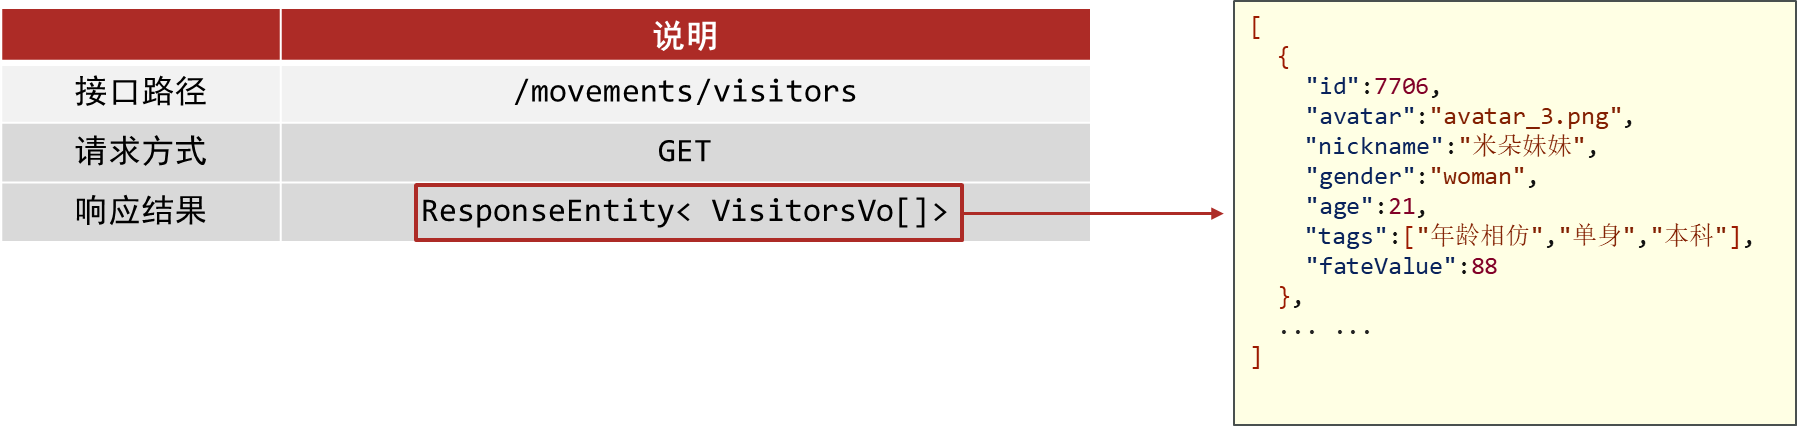 说明
接口路径 /movements/visitors
请求方式 GET
响应结果 ResponseEntity< VisitorsVo[]>
[
  {
    "id":7706,
    "avatar":"avatar_3.png",
    "nickname":"米朵妹妹",
    "gender":"woman",
    "age":21,
    "tags":["年龄相仿","单身","本科"],
    "fateValue":88
  },
  ... ...
]